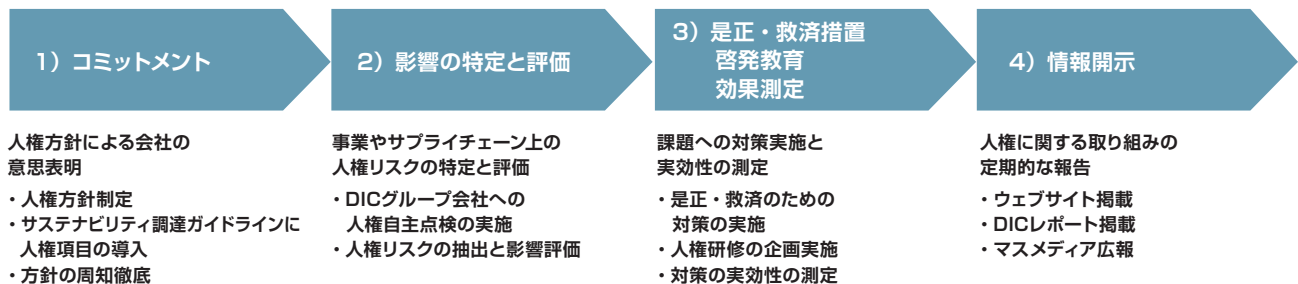 1）コミットメント
人権方針による会社の
意思表明
・人権方針制定
・サステナビリティ調達ガイドラインに
人権項目の導入
・方針の周知徹底
2）影響の特定と評価
事業やサプライチェーン上の
人権リスクの特定と評価
・DICグループ会社への
人権自主点検の実施
・人権リスクの抽出と影響評価
3）是正・救済措置
啓発教育
効果測定
課題への対策実施と
実効性の測定
・是正・救済のための
対策の実施
・人権研修の企画実施
・対策の実効性の測定
4）情報開示
人権に関する取り組みの
定期的な報告
・ウェブサイト掲載
・DICレポート掲載
・マスメディア広報